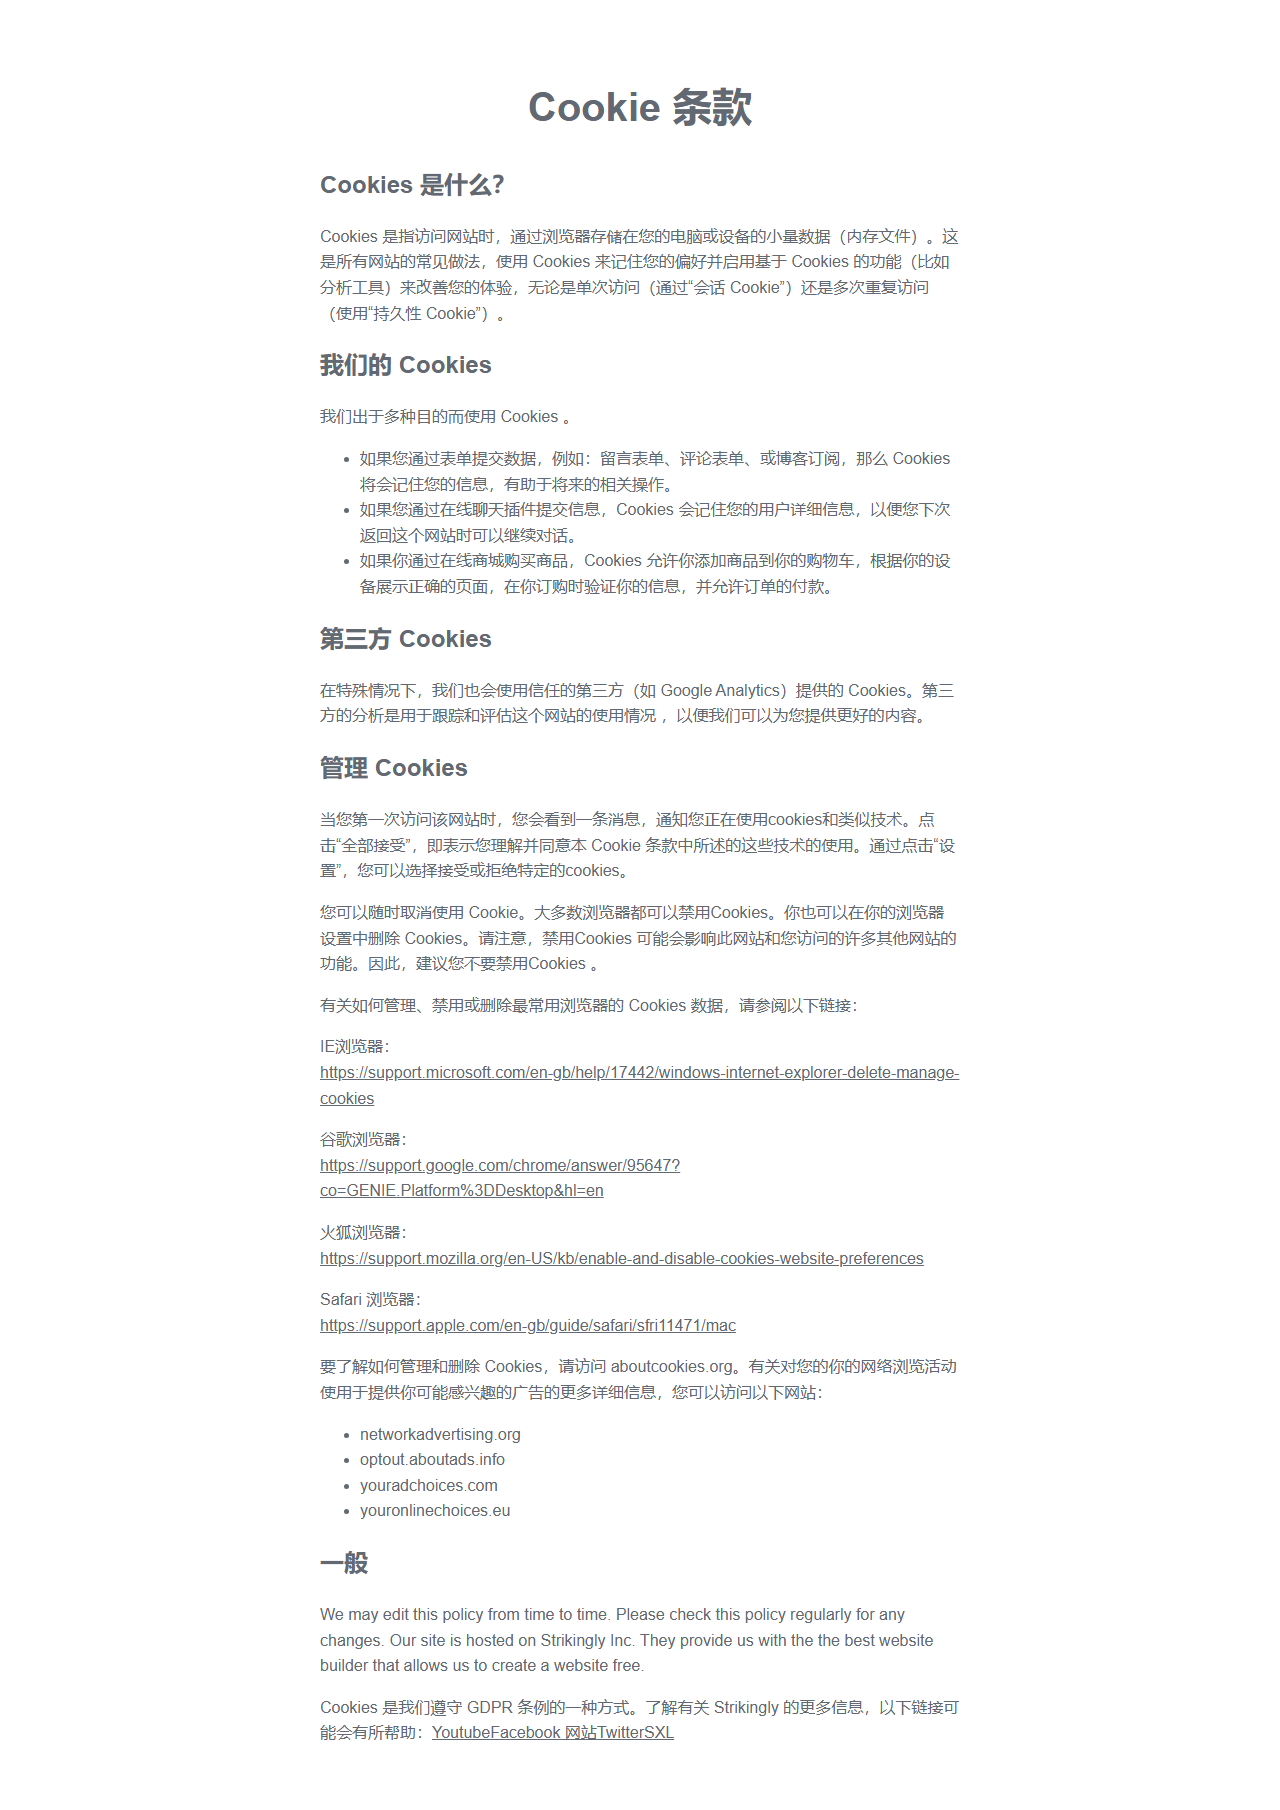 Cookie 条款
Cookies 是什么？
Cookies 是指访问网站时，通过浏览器存储在您的电脑或设备的小量数据（内存文件）。这
是所有网站的常见做法，使用 Cookies 来记住您的偏好并启用基于 Cookies 的功能（比如
分析工具）来改善您的体验，无论是单次访问（通过“会话 Cookie”）还是多次重复访问
（使用“持久性 Cookie”）。
我们的 Cookies
我们出于多种目的而使用 Cookies 。
• 如果您通过表单提交数据，例如：留言表单、评论表单、或博客订阅，那么 Cookies
将会记住您的信息，有助于将来的相关操作。
• 如果您通过在线聊天插件提交信息，Cookies 会记住您的用户详细信息，以便您下次
返回这个网站时可以继续对话。
• 如果你通过在线商城购买商品，Cookies 允许你添加商品到你的购物车，根据你的设
备展示正确的页面，在你订购时验证你的信息，并允许订单的付款。
第三方 Cookies
在特殊情况下，我们也会使用信任的第三方（如 Google Analytics）提供的 Cookies。第三
方的分析是用于跟踪和评估这个网站的使用情况 ，以便我们可以为您提供更好的内容。
管理 Cookies
当您第一次访问该网站时，您会看到一条消息，通知您正在使用cookies和类似技术。点
击“全部接受”，即表示您理解并同意本 Cookie 条款中所述的这些技术的使用。通过点击“设
置”，您可以选择接受或拒绝特定的cookies。
您可以随时取消使用 Cookie。大多数浏览器都可以禁用Cookies。你也可以在你的浏览器
设置中删除 Cookies。请注意，禁用Cookies 可能会影响此网站和您访问的许多其他网站的
功能。因此，建议您不要禁用Cookies 。
有关如何管理、禁用或删除最常用浏览器的 Cookies 数据，请参阅以下链接：
IE浏览器：
https://support.microsoft.com/en-gb/help/17442/windows-internet-explorer-delete-manage-
cookies
谷歌浏览器：
https://support.google.com/chrome/answer/95647?
co=GENIE.Platform%3DDesktop&hl=en
火狐浏览器：
https://support.mozilla.org/en-US/kb/enable-and-disable-cookies-website-preferences
Safari 浏览器：
https://support.apple.com/en-gb/guide/safari/sfri11471/mac
要了解如何管理和删除 Cookies，请访问 aboutcookies.org。有关对您的你的网络浏览活动
使用于提供你可能感兴趣的广告的更多详细信息，您可以访问以下网站：
• networkadvertising.org
• optout.aboutads.info
• youradchoices.com
• youronlinechoices.eu
一般
We may edit this policy from time to time. Please check this policy regularly for any
changes. Our site is hosted on Strikingly Inc. They provide us with the the best website
builder that allows us to create a website free.
Cookies 是我们遵守 GDPR 条例的一种方式。了解有关 Strikingly 的更多信息，以下链接可
能会有所帮助：YoutubeFacebook 网站TwitterSXL